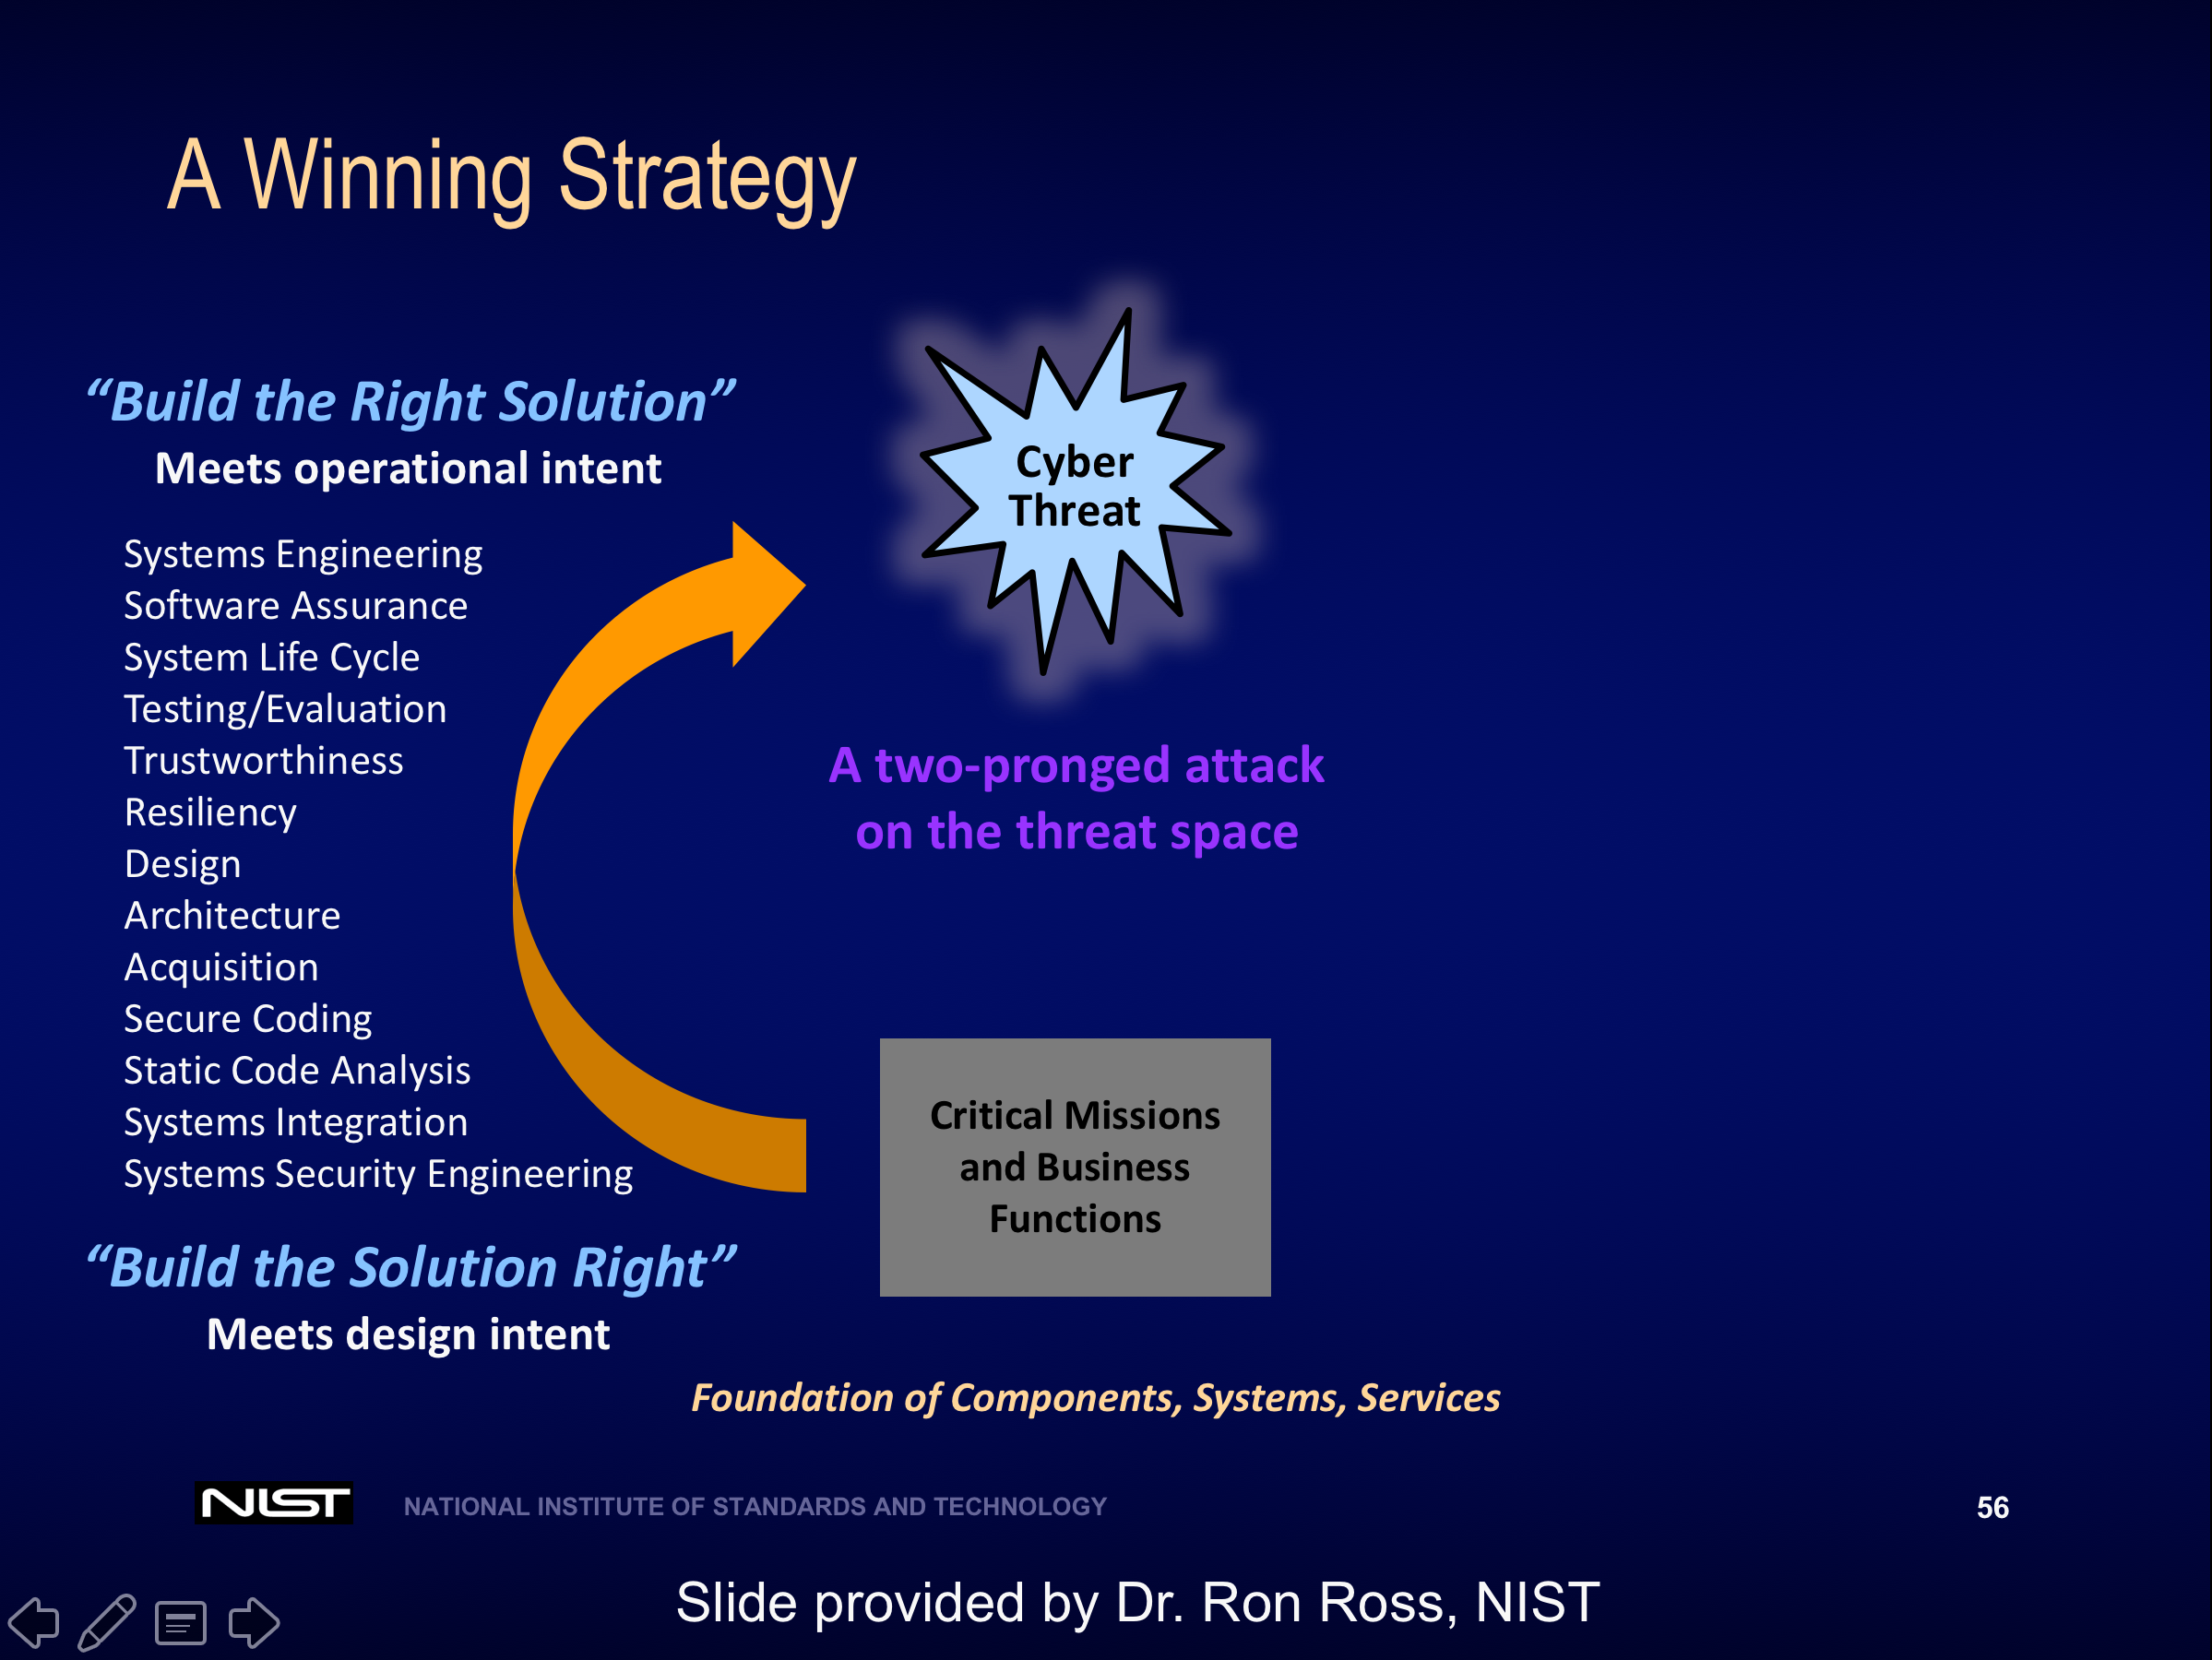 A Winning Strategy
“Build the Right Solution”
Meets operational intent
Systems Engineering
Software Assurance
System Life Cycle
Testing/Evaluation
Trustworthiness
Resiliency
Design
Architecture
Acquisition
Secure Coding
Static Code Analysis
Systems Integration
Systems Security Engineering
“Build the Solution Right”
Meets design intent
Cyber
Threat
A two-pronged attack
on the threat space
Critical Missions
and Business
Functions
Foundation of Components, Systems, Services
NIST
NATIONAL INSTITUTE OF STANDARDS AND TECHNOLOGY
56
Slide provided by Dr. Ron Ross, NIST